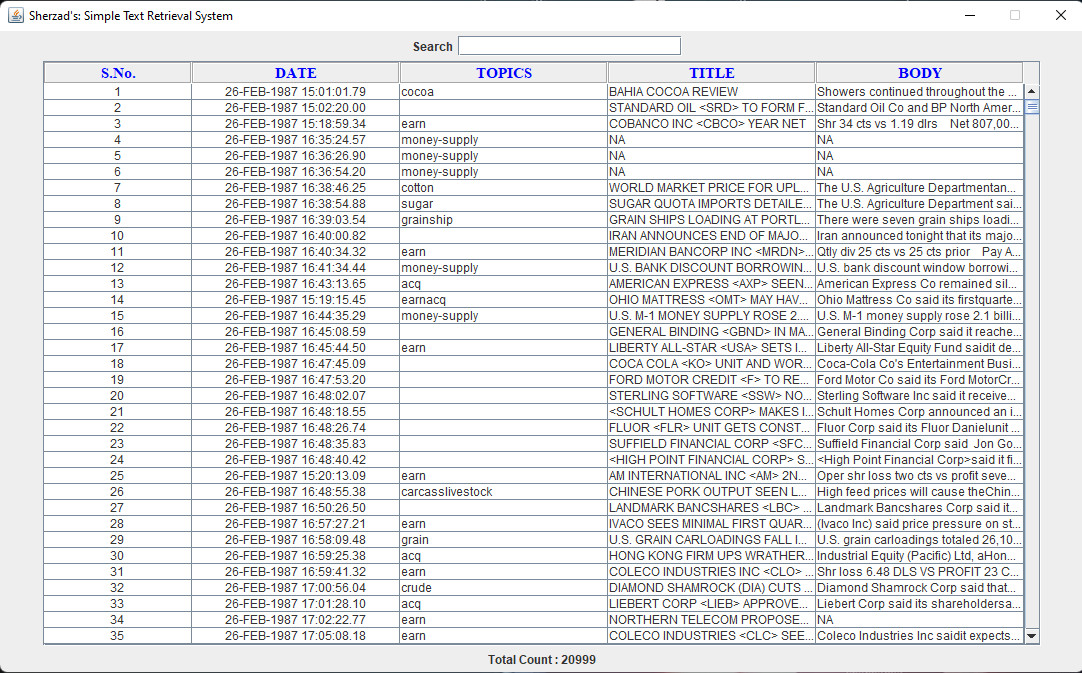 Sherzad's: Simple Text Retrieval System
Search
S.No. DATE TOPICS TITLE BODY
1 26-FEB-1987 15:01:01.79 cocoa BAHIA COCOA REVIEW Showers continued throughout the ...
2 26-FEB-1987 15:02:20.00 STANDARD OIL <SRD> TO FORM F... Standard Oil Co and BP North Amer...
3 26-FEB-1987 15:18:59.34 earn COBANCO INC <CBCO> YEAR NET Shr 34 cts vs 1.19 dlrs Net 807,00...
4 26-FEB-1987 16:35:24.57 money-supply NA NA
5 26-FEB-1987 16:36:26.90 money-supply NA NA
6 26-FEB-1987 16:36:54.20 money-supply NA NA
7 26-FEB-1987 16:38:46.25 cotton WORLD MARKET PRICE FOR UPL... The U.S. Agriculture Departmentan...
8 26-FEB-1987 16:38:54.88 sugar SUGAR QUOTA IMPORTS DETAILE... The U.S. Agriculture Department sai...
9 26-FEB-1987 16:39:03.54 grainship GRAIN SHIPS LOADING AT PORTL... There were seven grain ships loadi...
10 26-FEB-1987 16:40:00.82 IRAN ANNOUNCES END OF MAJO... Iran announced tonight that its majo...
11 26-FEB-1987 16:40:34.32 earn MERIDIAN BANCORP INC <MRDN>... Qtly div 25 cts vs 25 cts prior Pay A...
12 26-FEB-1987 16:41:34.44 money-supply U.S. BANK DISCOUNT BORROWIN... U.S. bank discount window borrowi...
13 26-FEB-1987 16:43:13.65 acq AMERICAN EXPRESS <AXP> SEEN... American Express Co remained sil...
14 26-FEB-1987 15:19:15.45 earnacq OHIO MATTRESS <OMT> MAY HAV... Ohio Mattress Co said its firstquarte...
15 26-FEB-1987 16:44:35.29 money-supply U.S. M-1 MONEY SUPPLY ROSE 2.... U.S. M-1 money supply rose 2.1 billi...
16 26-FEB-1987 16:45:08.59 GENERAL BINDING <GBND> IN MA... General Binding Corp said it reache...
17 26-FEB-1987 16:45:44.50 earn LIBERTY ALL-STAR <USA> SETS I... Liberty All-Star Equity Fund saidit de...
18 26-FEB-1987 16:47:45.09 COCA COLA <KO> UNIT AND WOR... Coca-Cola Co's Entertainment Busi...
19 26-FEB-1987 16:47:53.20 FORD MOTOR CREDIT <F> TO RE... Ford Motor Co said its Ford MotorCr...
20 26-FEB-1987 16:48:02.07 STERLING SOFTWARE <SSW> NO... Sterling Software Inc said it receive...
21 26-FEB-1987 16:48:18.55 <SCHULT HOMES CORP> MAKES I... Schult Homes Corp announced an i...
22 26-FEB-1987 16:48:26.74 FLUOR <FLR> UNIT GETS CONST... Fluor Corp said its Fluor Danielunit ...
23 26-FEB-1987 16:48:35.83 SUFFIELD FINANCIAL CORP <SFC... Suffield Financial Corp said Jon Go...
24 26-FEB-1987 16:48:40.42 <HIGH POINT FINANCIAL CORP> S... <High Point Financial Corp>said it fi...
25 26-FEB-1987 15:20:13.09 earn AM INTERNATIONAL INC <AM> 2N... Oper shr loss two cts vs profit seve...
26 26-FEB-1987 16:48:55.38 carcasslivestock CHINESE PORK OUTPUT SEEN L... High feed prices will cause theChin...
27 26-FEB-1987 16:50:26.50 LANDMARK BANCSHARES <LBC> ... Landmark Bancshares Corp said it...
28 26-FEB-1987 16:57:27.21 earn IVACO SEES MINIMAL FIRST QUAR... (Ivaco Inc) said price pressure on st...
29 26-FEB-1987 16:58:09.48 grain U.S. GRAIN CARLOADINGS FALL I... U.S. grain carloadings totaled 26,10...
30 26-FEB-1987 16:59:25.38 acq HONG KONG FIRM UPS WRATHER... Industrial Equity (Pacific) Ltd, aHon...
31 26-FEB-1987 16:59:41.32 earn COLECO INDUSTRIES INC <CLO> ... Shr loss 6.48 DLS VS PROFIT 23 C...
32 26-FEB-1987 17:00:56.04 crude DIAMOND SHAMROCK (DIA) CUTS ... Diamond Shamrock Corp said that...
33 26-FEB-1987 17:01:28.10 acq LIEBERT CORP <LIEB> APPROVE... Liebert Corp said its shareholdersa...
34 26-FEB-1987 17:02:22.77 earn NORTHERN TELECOM PROPOSE... NA
35 26-FEB-1987 17:05:08.18 earn COLECO INDUSTRIES <CLC> SEE... Coleco Industries Inc saidit expects...
Total Count : 20999